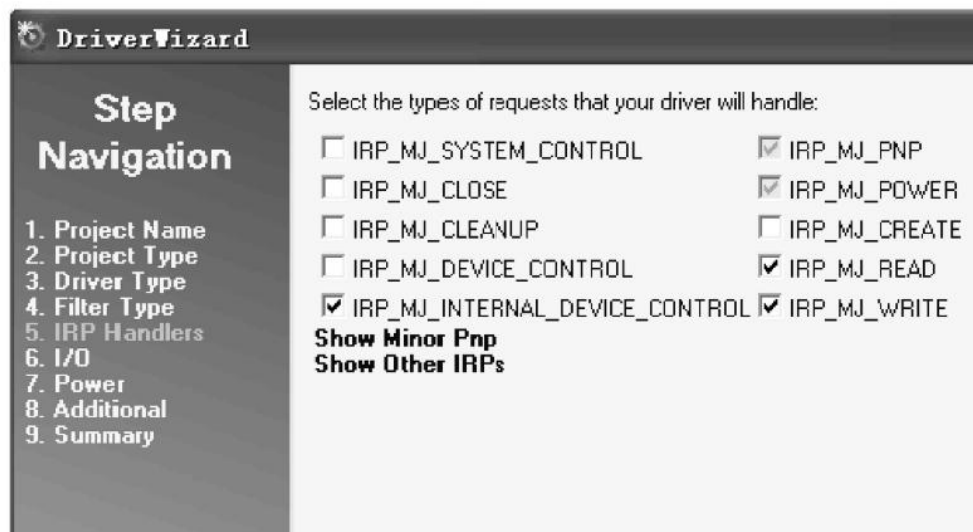 DriverWizard
Step
Navigation
1. Project Name
2. Project Type
3. Driver Type
4. Filter Type
5. IRP Handlers
6. I/O
7. Power
8. Additional
9. Summary
Select the types of requests that your driver will handle:
IRP_MJ_SYSTEM_CONTROL IRP_MJ_PNP
IRP_MJ_CLOSE IRP_MJ_POWER
IRP_MJ_CLEANUP IRP_MJ_CREATE
IRP_MJ_DEVICE_CONTROL IRP_MJ_READ
IRP_MJ_INTERNAL_DEVICE_CONTROL IRP_MJ_WRITE
Show Minor Pnp
Show Other IRPs